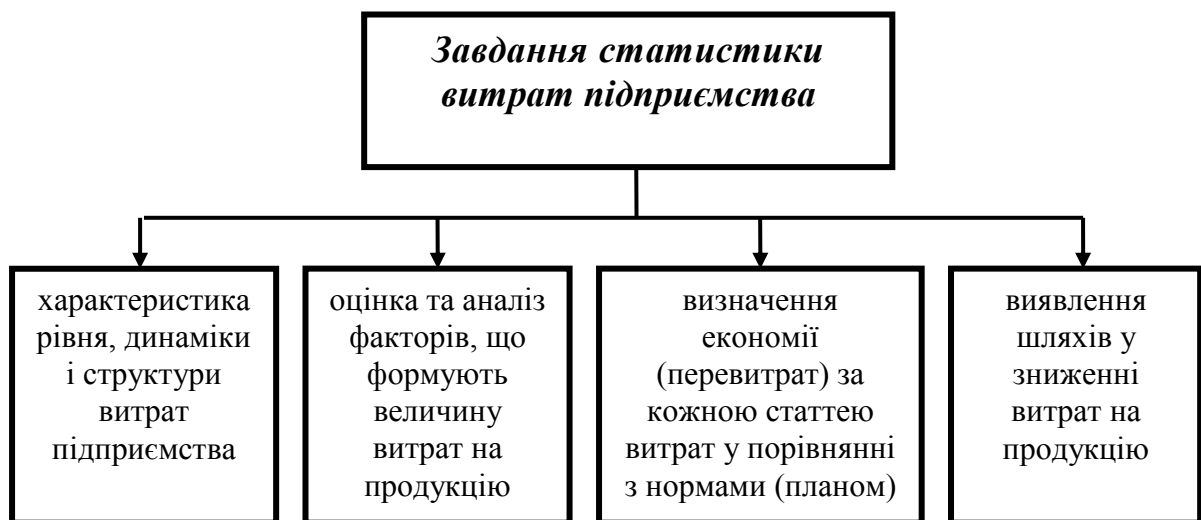 Завдання статистики
витрат підприємства
характеристика
рівня, динаміки
і структури
витрат
підприємства
оцінка та аналіз
факторів, що
формують
величину
витрат на
продукцію
визначення
економії
(перевитрат) за
кожною статтею
витрат у порівнянні
з нормами (планом)
виявлення
шляхів у
зниженні
витрат на
продукцію